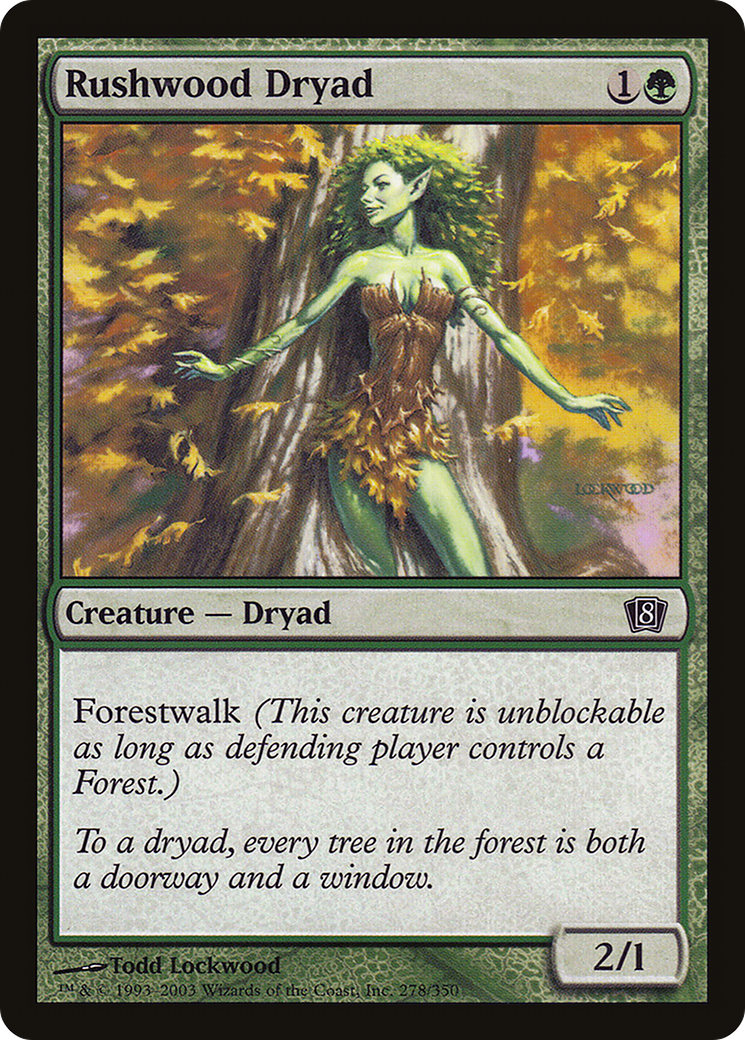 Rushwood Dryad 1
LOCKWOOD
Creature — Dryad 8
Forestwalk (This creature is unblockable
as long as defending player controls a
Forest.)
To a dryad, every tree in the forest is both
a doorway and a window.
2/1
Todd Lockwood
™ & © 1993–2003 Wizards of the Coast, Inc. 278/350